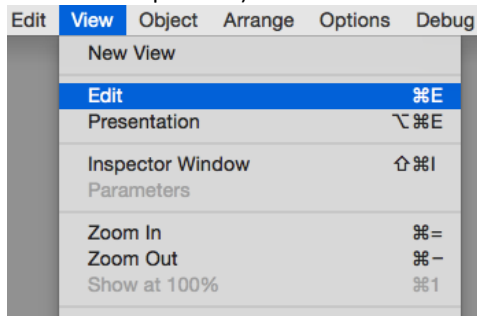 Edit View Object Arrange Options Debug
New View
Edit ⌘E
Presentation ⌥⌘E
Inspector Window ⇧⌘I
Parameters
Zoom In ⌘=
Zoom Out ⌘−
Show at 100% ⌘1